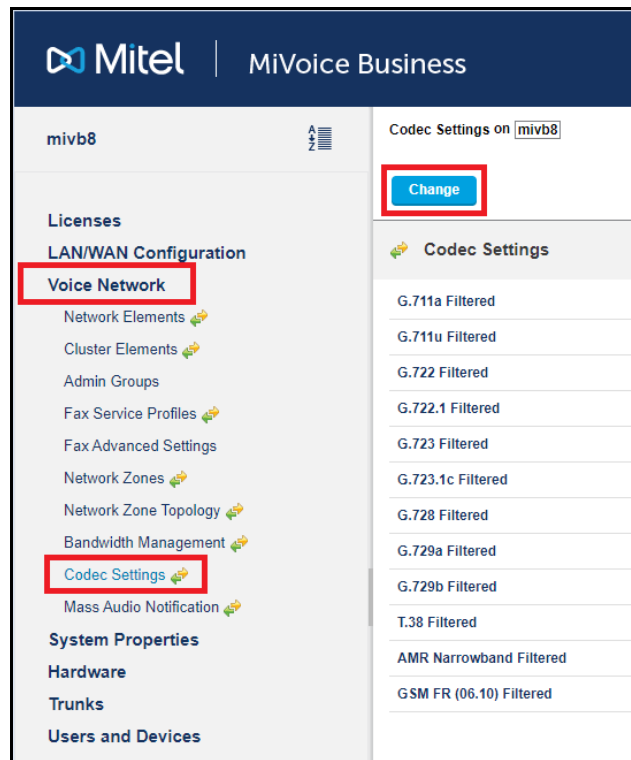 Mitel | MiVoice Business
mivb8
A
Z
Licenses
LAN/WAN Configuration
Voice Network
Network Elements
Cluster Elements
Admin Groups
Fax Service Profiles
Fax Advanced Settings
Network Zones
Network Zone Topology
Bandwidth Management
Codec Settings
Mass Audio Notification
System Properties
Hardware
Trunks
Users and Devices
Codec Settings on mivb8
Change
Codec Settings
G.711a Filtered
G.711u Filtered
G.722 Filtered
G.722.1 Filtered
G.723 Filtered
G.723.1c Filtered
G.728 Filtered
G.729a Filtered
G.729b Filtered
T.38 Filtered
AMR Narrowband Filtered
GSM FR (06.10) Filtered